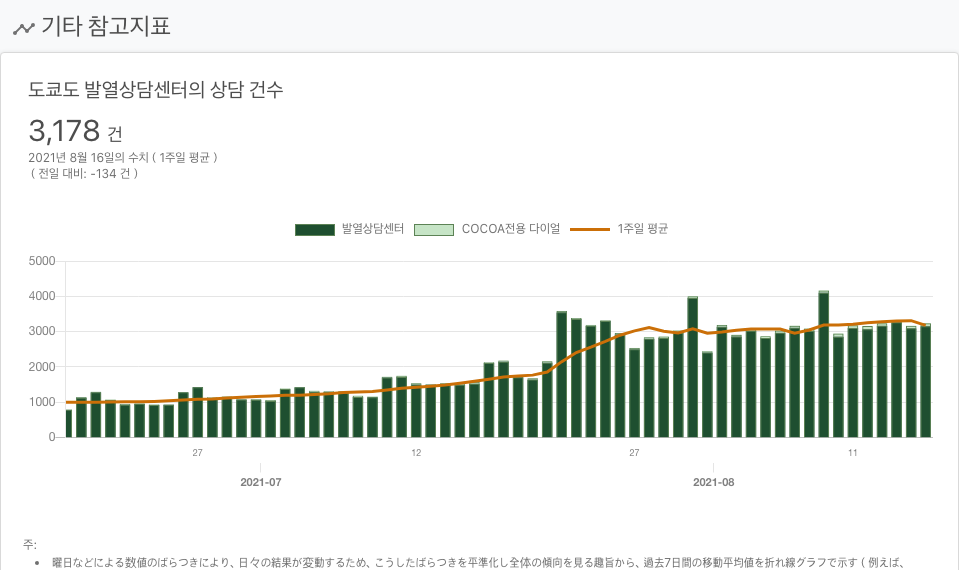 기타 참고지표
도쿄도 발열상담센터의 상담 건수
3,178 건
2021년 8월 16일의 수치 ( 1주일 평균 )
( 전일 대비: -134 건 )
발열상담센터 COCOA전용 다이얼 1주일 평균
5000
4000
3000
2000
1000
0
27 12 27 11
2021-07 2021-08
주:
• 曜日などによる数値のばらつきにより、日々の結果が変動するため、こうしたばらつきを平準化し全体の傾向を見る趣旨から、過去7日間の移動平均値を折れ線グラフで示す ( 例えば、